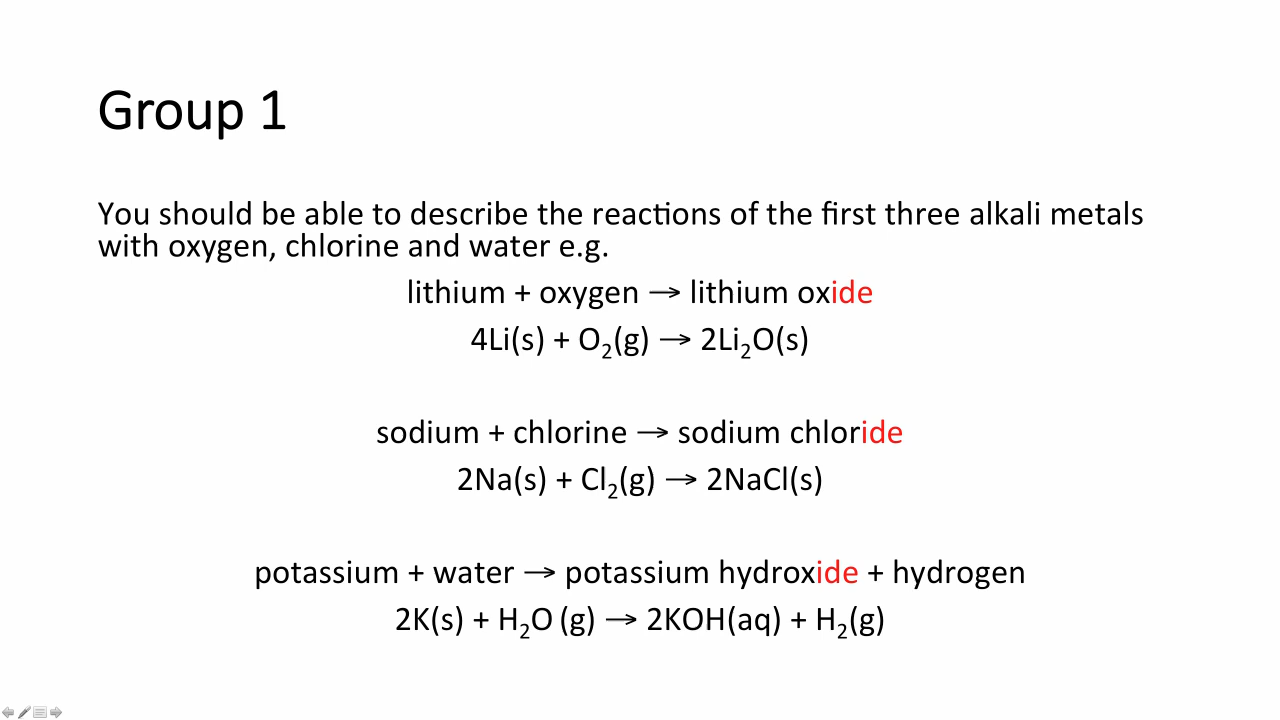 Group 1
You should be able to describe the reactions of the first three alkali metals
with oxygen, chlorine and water e.g.
lithium + oxygen → lithium oxide
4Li(s) + O₂(g) → 2Li₂O(s)
sodium + chlorine → sodium chloride
2Na(s) + Cl₂(g) → 2NaCl(s)
potassium + water → potassium hydroxide + hydrogen
2K(s) + H₂O (g) → 2KOH(aq) + H₂(g)